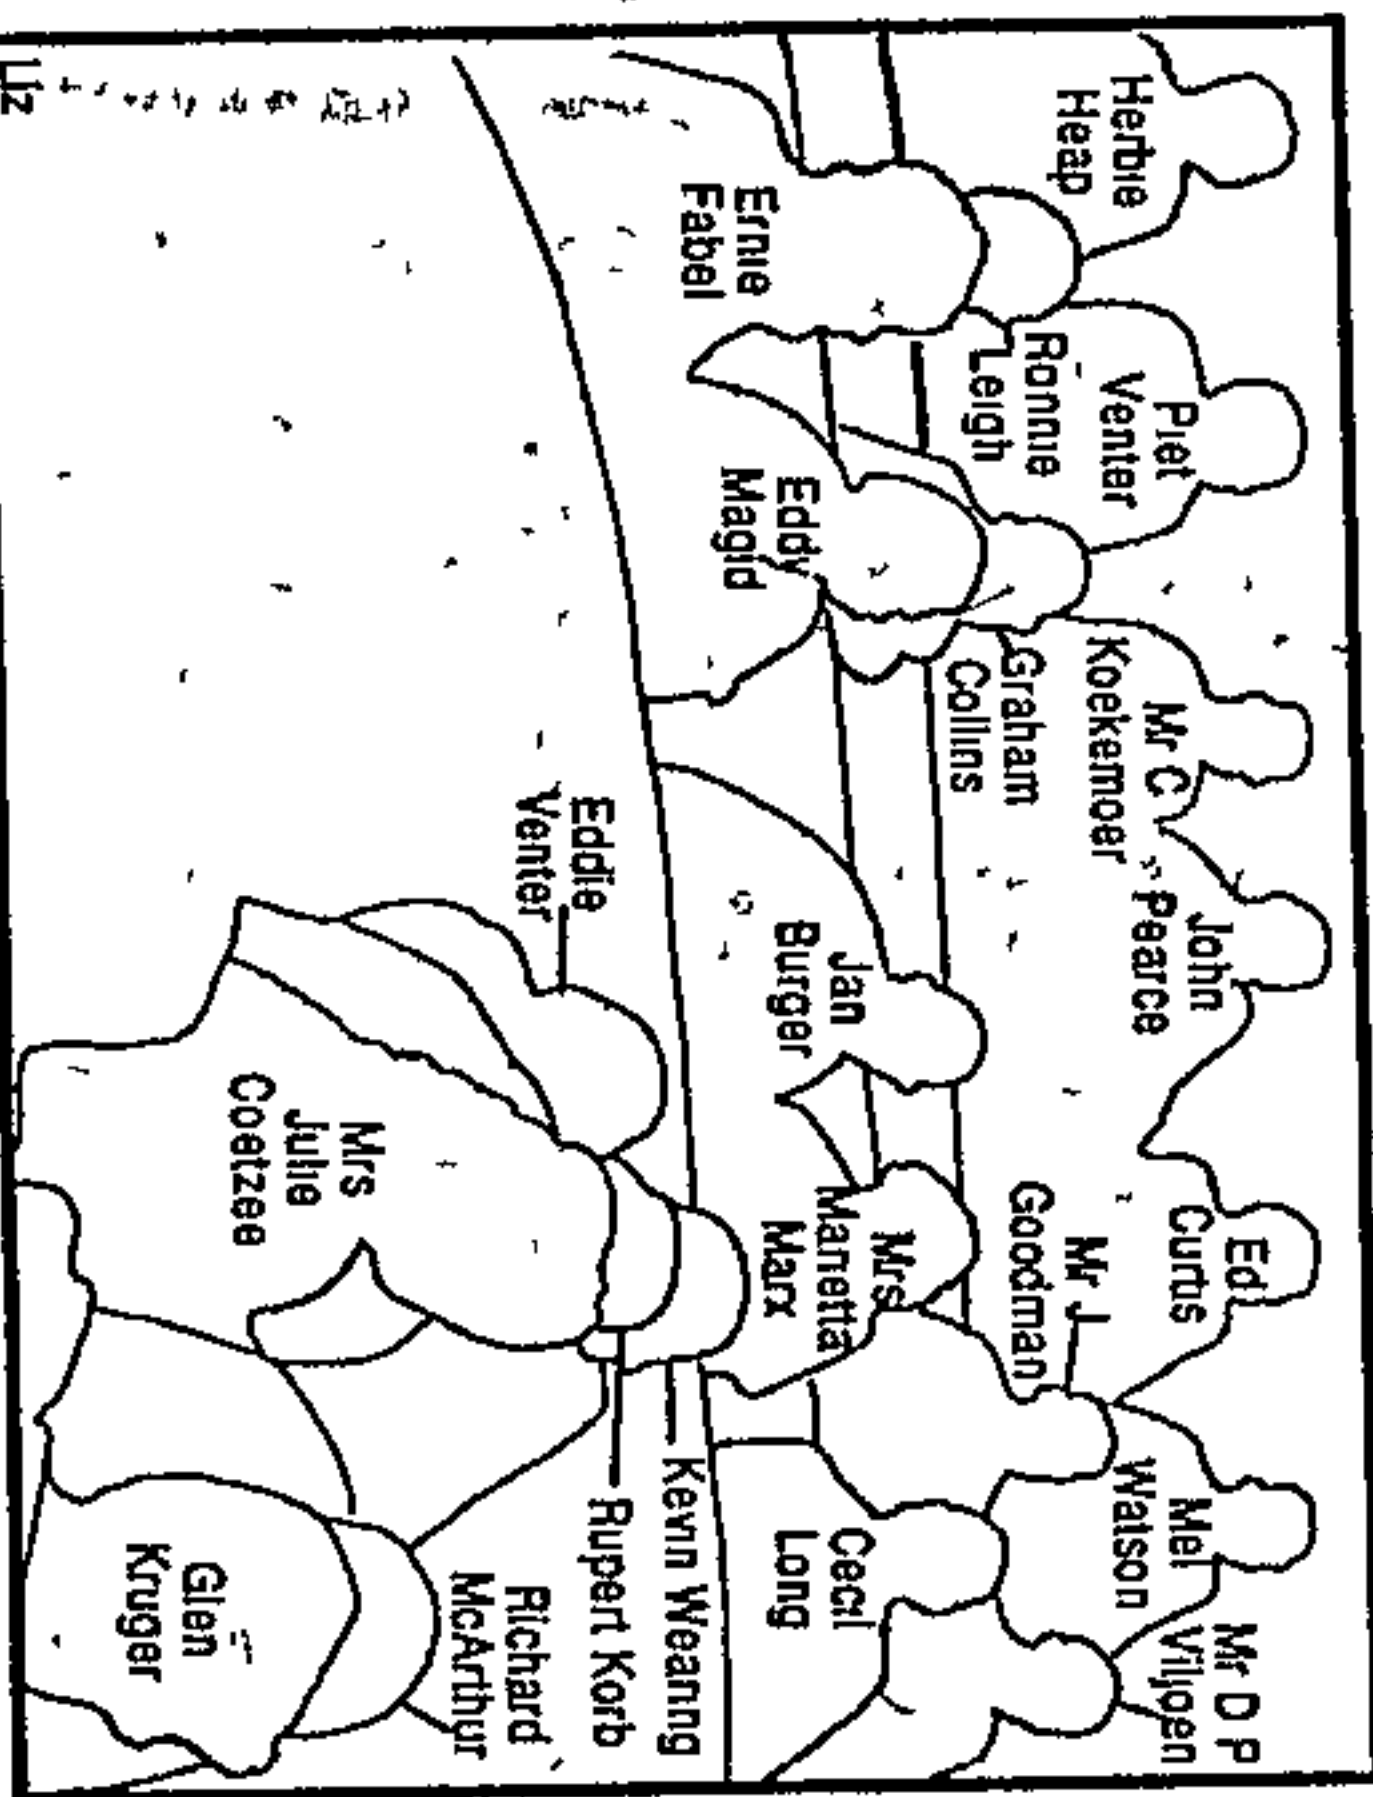 Herbie
Heap
Piet
Venter
Mr C
Koekemoer
John
Pearce
Ed
Curtis
Mel
Watson
Mr D P
Viljoen
Ronnie
Leigh
Graham
Collins
Mr J
Goodman
Ernie
Fabel
Eddy
Magid
Jan
Burger
Mrs
Manetta
Marx
Cecil
Long
Eddie
Venter
Kevin Wearing
Rupert Korb
Mrs
Julie
Coetzee
Richard
McArthur
Glen
Kruger
Liz